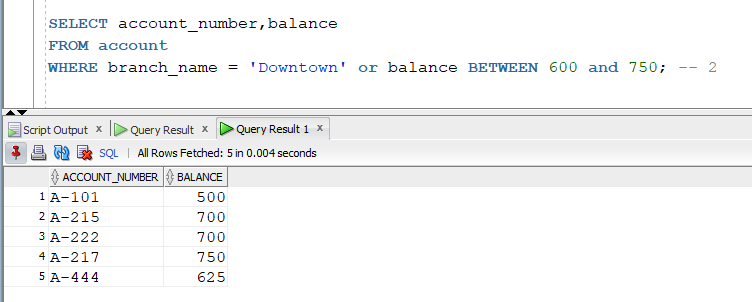 SELECT account_number,balance
FROM account
WHERE branch_name = 'Downtown' or balance BETWEEN 600 and 750; -- 2
Script Output x Query Result x Query Result 1 x
SQL | All Rows Fetched: 5 in 0.004 seconds
ACCOUNT_NUMBER BALANCE
1 A-101 500
2 A-215 700
3 A-222 700
4 A-217 750
5 A-444 625